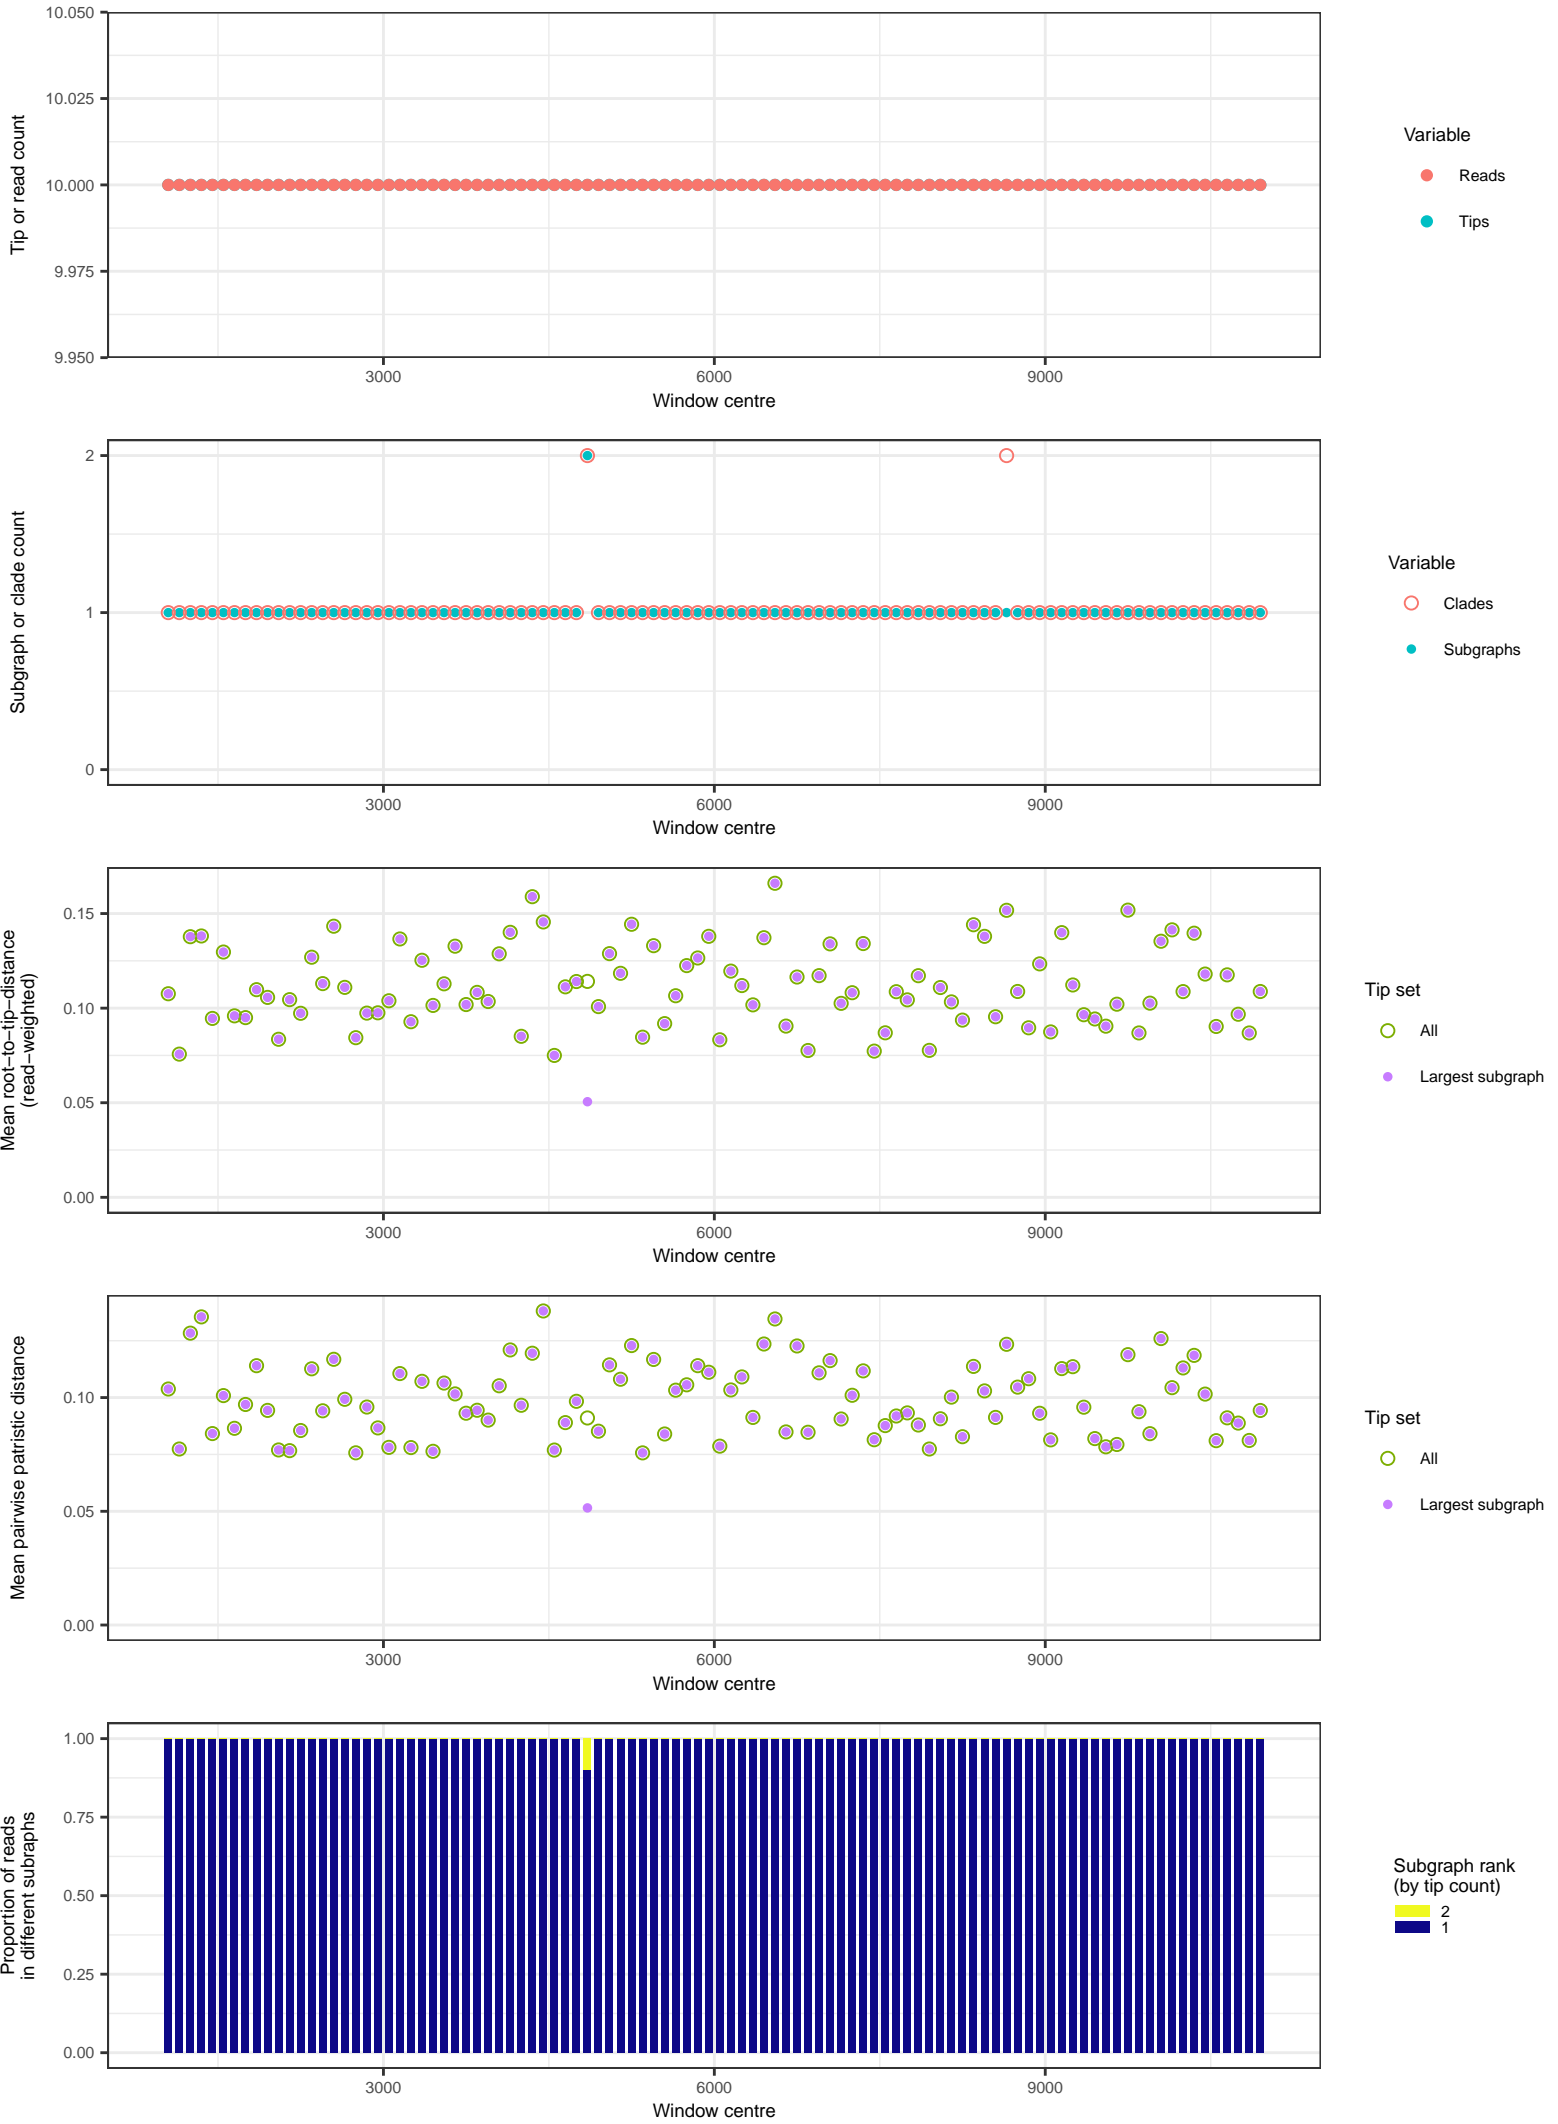 10.050
10.025
10.000
9.975
9.950
Tip or read count
3000 6000 9000
Window centre
Variable
Reads
Tips
2
1
0
Subgraph or clade count
3000 6000 9000
Window centre
Variable
Clades
Subgraphs
0.15
0.10
0.05
0.00
Mean root−to−tip−distance
(read−weighted)
3000 6000 9000
Window centre
Tip set
All
Largest subgraph
0.10
0.05
0.00
Mean pairwise patristic distance
3000 6000 9000
Window centre
Tip set
All
Largest subgraph
1.00
0.75
0.50
0.25
0.00
Proportion of reads
in different subraphs
3000 6000 9000
Window centre
Subgraph rank
(by tip count)
2
1